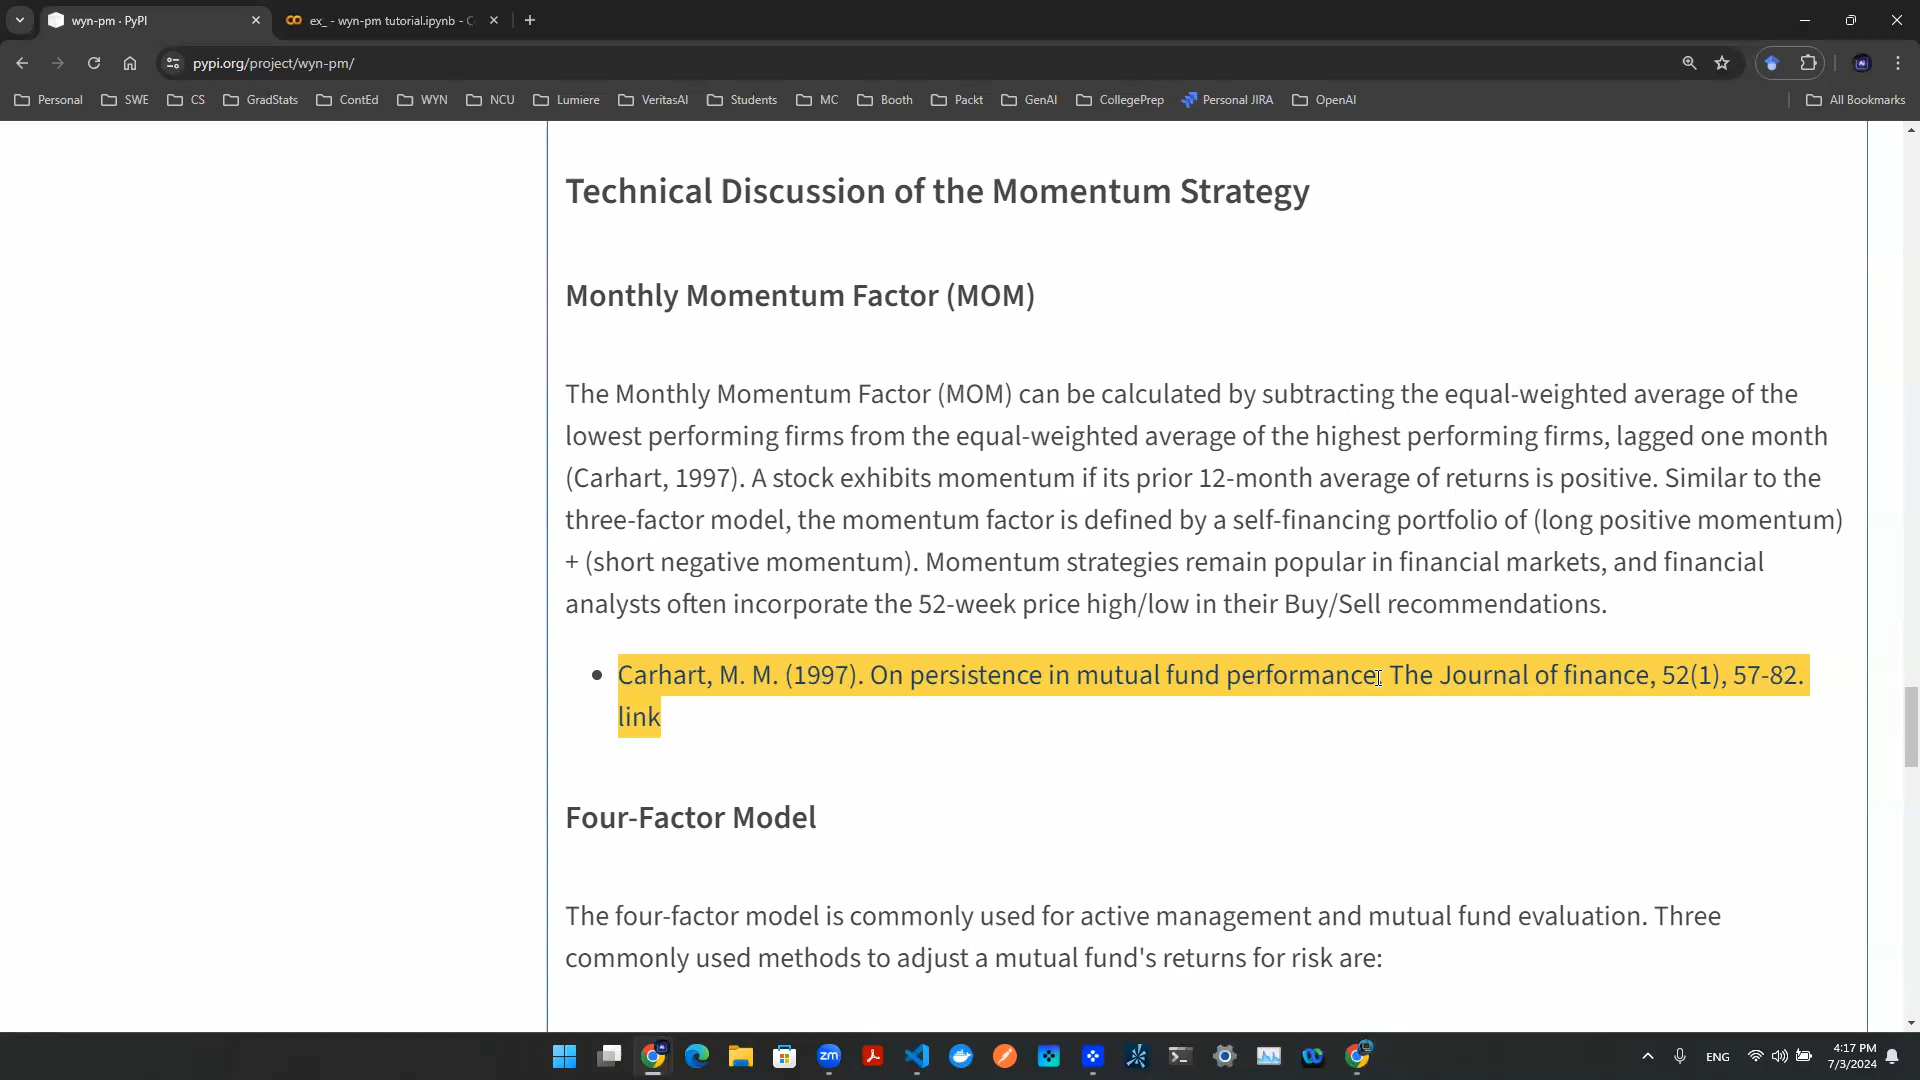 wyn-pm · PyPI
ex_ - wyn-pm tutorial.ipynb - C
pypi.org/project/wyn-pm/
Personal
SWE
CS
GradStats
ContEd
WYN
NCU
Lumiere
VeritasAI
Students
MC
Booth
Packt
GenAI
CollegePrep
Personal JIRA
OpenAI
All Bookmarks
Technical Discussion of the Momentum Strategy
Monthly Momentum Factor (MOM)
The Monthly Momentum Factor (MOM) can be calculated by subtracting the equal-weighted average of the
lowest performing firms from the equal-weighted average of the highest performing firms, lagged one month
(Carhart, 1997). A stock exhibits momentum if its prior 12-month average of returns is positive. Similar to the
three-factor model, the momentum factor is defined by a self-financing portfolio of (long positive momentum)
+ (short negative momentum). Momentum strategies remain popular in financial markets, and financial
analysts often incorporate the 52-week price high/low in their Buy/Sell recommendations.
Carhart, M. M. (1997). On persistence in mutual fund performance. The Journal of finance, 52(1), 57-82.
link
Four-Factor Model
The four-factor model is commonly used for active management and mutual fund evaluation. Three
commonly used methods to adjust a mutual fund's returns for risk are:
zm
ENG
4:17 PM
7/3/2024